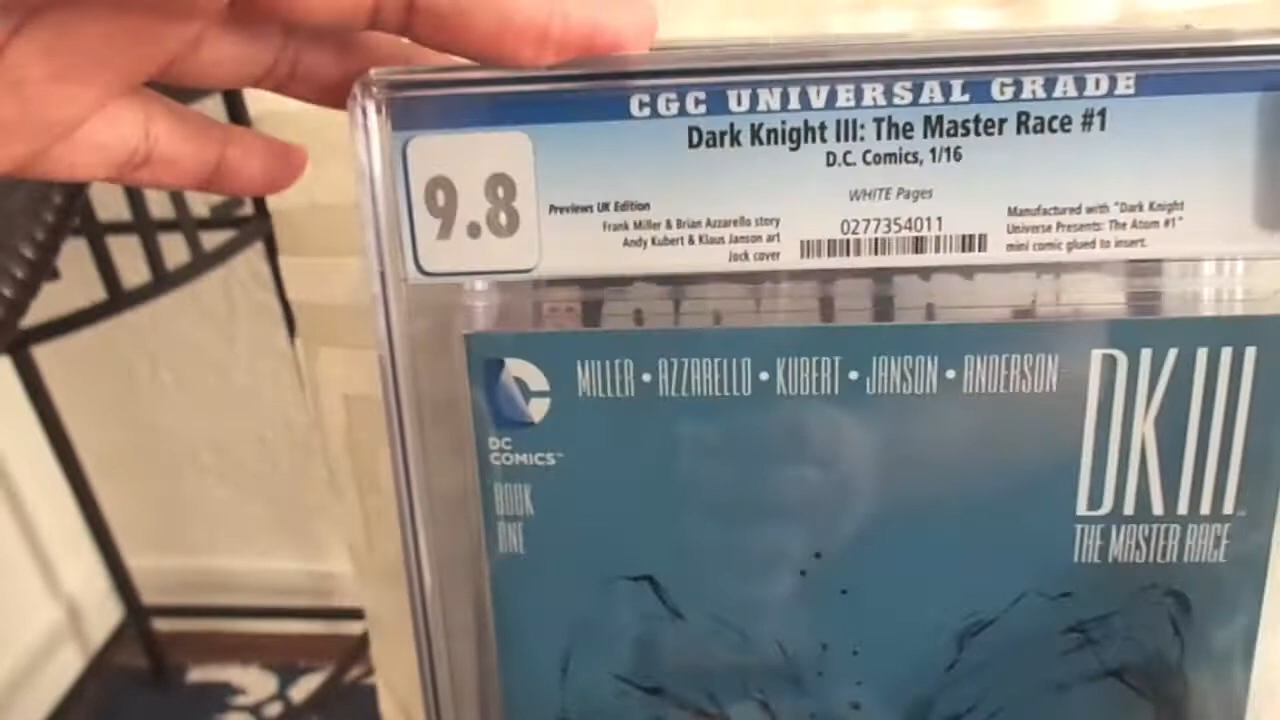 CGC UNIVERSAL GRADE
Dark Knight III: The Master Race #1
D.C. Comics, 1/16
9.8
WHITE Pages
Previews UK Edition
Frank Miller & Brian Azzarello story
Andy Kubert & Klaus Janson art
Jock cover
0277354011
Manufactured with "Dark Knight
Universe Presents: The Atom #1"
mini comic glued to insert.
MILLER • AZZARELLO • KUBERT • JANSON • ANDERSON
DC
COMICS™
BOOK
ONE
DKIII
THE MASTER RACE